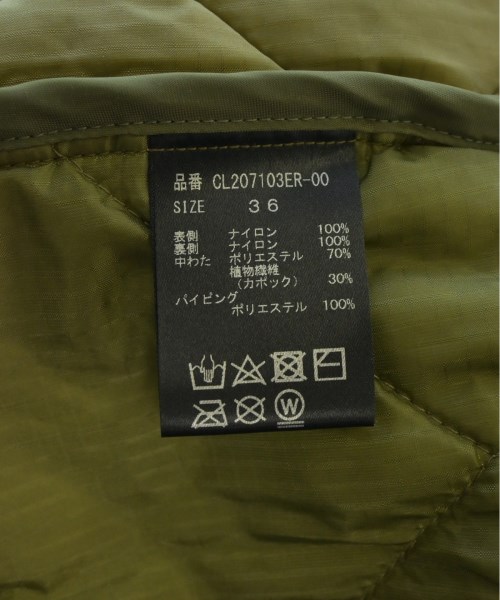 品番 CL207103ER-00
SIZE 36
表側 ナイロン 100%
裏側 ナイロン 100%
中わた ポリエステル 70%
植物繊維
(カポック) 30%
パイピング
ポリエステル 100%
W